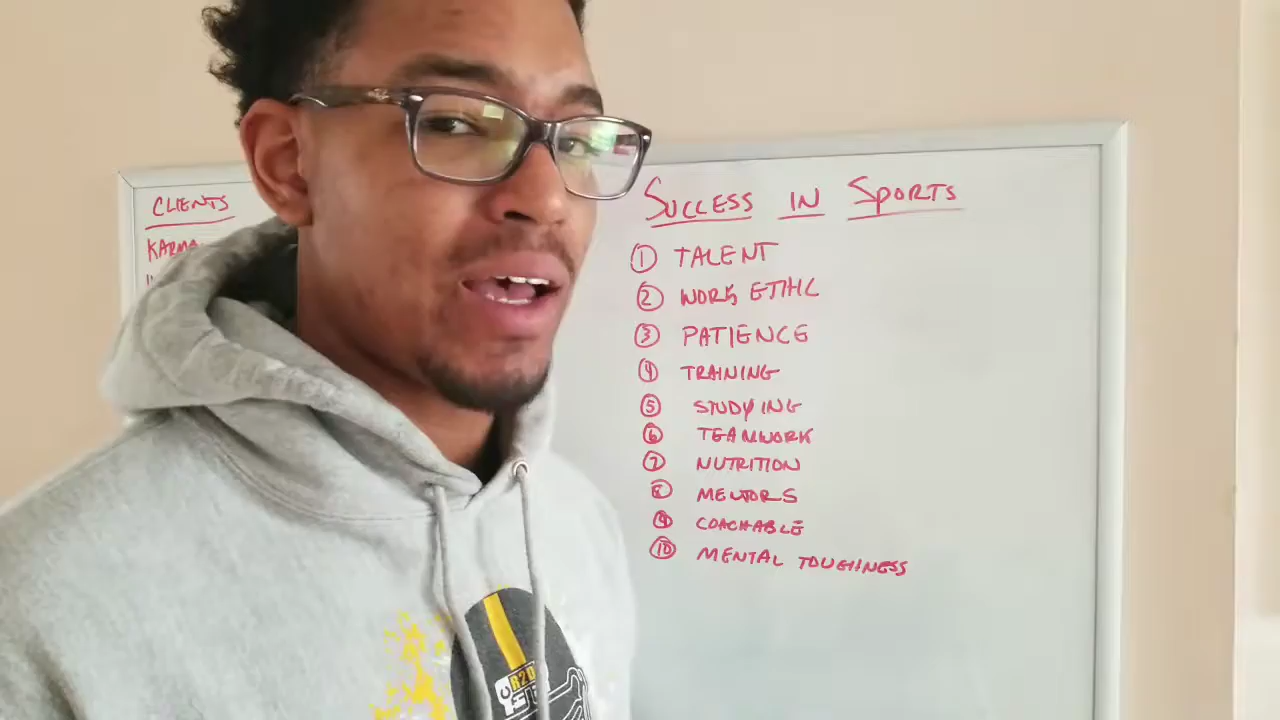 CLIENTS
KARMA
SUCCESS IN SPORTS
1 TALENT
2 WORK ETHIC
3 PATIENCE
4 TRAINING
5 STUDYING
6 TEAMWORK
7 NUTRITION
8 MENTORS
9 COACHABLE
10 MENTAL TOUGHNESS